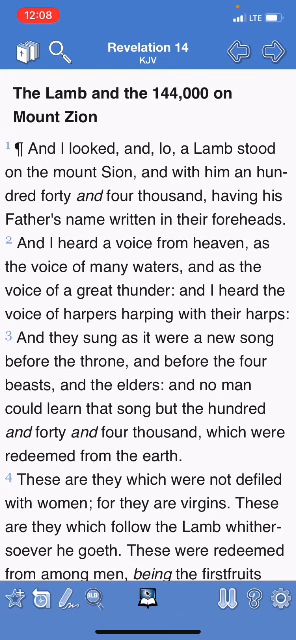 12:08
LTE
Revelation 14
KJV
The Lamb and the 144,000 on
Mount Zion
1 ¶ And I looked, and, lo, a Lamb stood
on the mount Sion, and with him an hun-
dred forty and four thousand, having his
Father's name written in their foreheads.
2 And I heard a voice from heaven, as
the voice of many waters, and as the
voice of a great thunder: and I heard the
voice of harpers harping with their harps:
3 And they sung as it were a new song
before the throne, and before the four
beasts, and the elders: and no man
could learn that song but the hundred
and forty and four thousand, which were
redeemed from the earth.
4 These are they which were not defiled
with women; for they are virgins. These
are they which follow the Lamb whither-
soever he goeth. These were redeemed
from among men, being the firstfruits
ALB